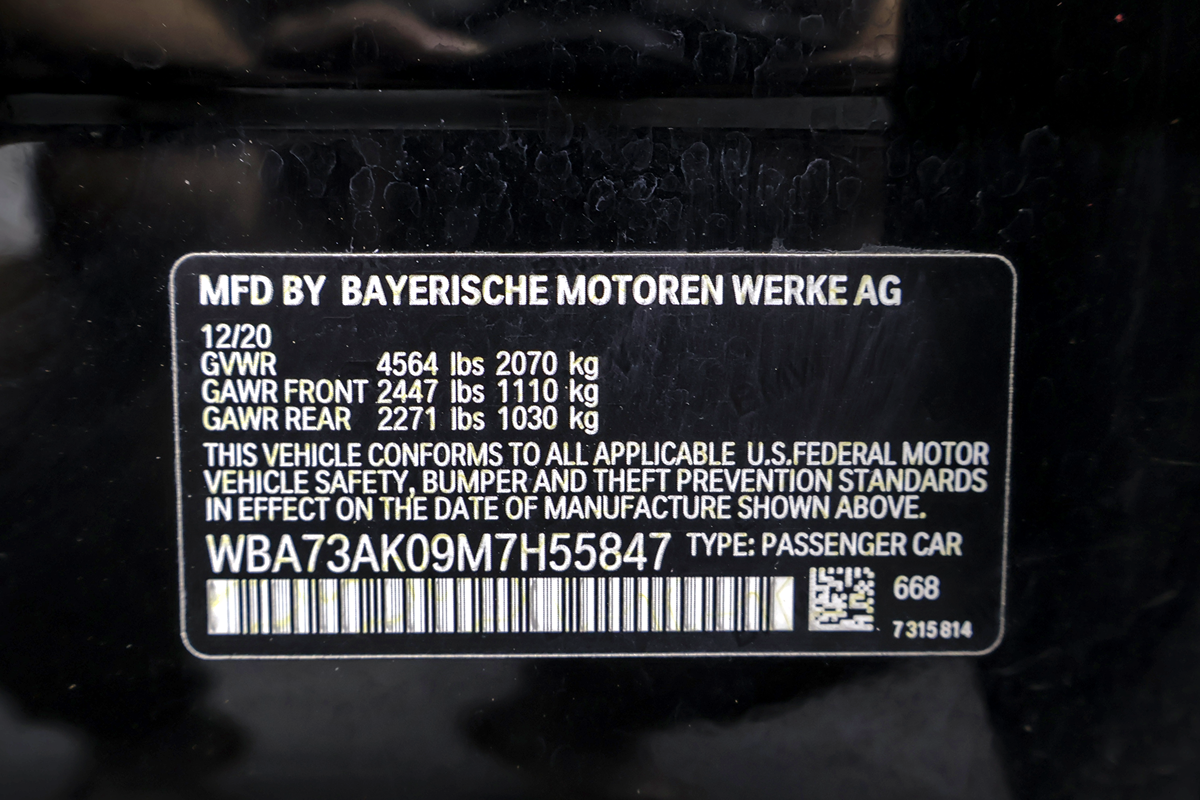 MFD BY BAYERISCHE MOTOREN WERKE AG
12/20
GVWR 4564 lbs 2070 kg
GAWR FRONT 2447 lbs 1110 kg
GAWR REAR 2271 lbs 1030 kg
THIS VEHICLE CONFORMS TO ALL APPLICABLE U.S.FEDERAL MOTOR
VEHICLE SAFETY, BUMPER AND THEFT PREVENTION STANDARDS
IN EFFECT ON THE DATE OF MANUFACTURE SHOWN ABOVE.
WBA73AK09M7H55847 TYPE: PASSENGER CAR
668
7315814